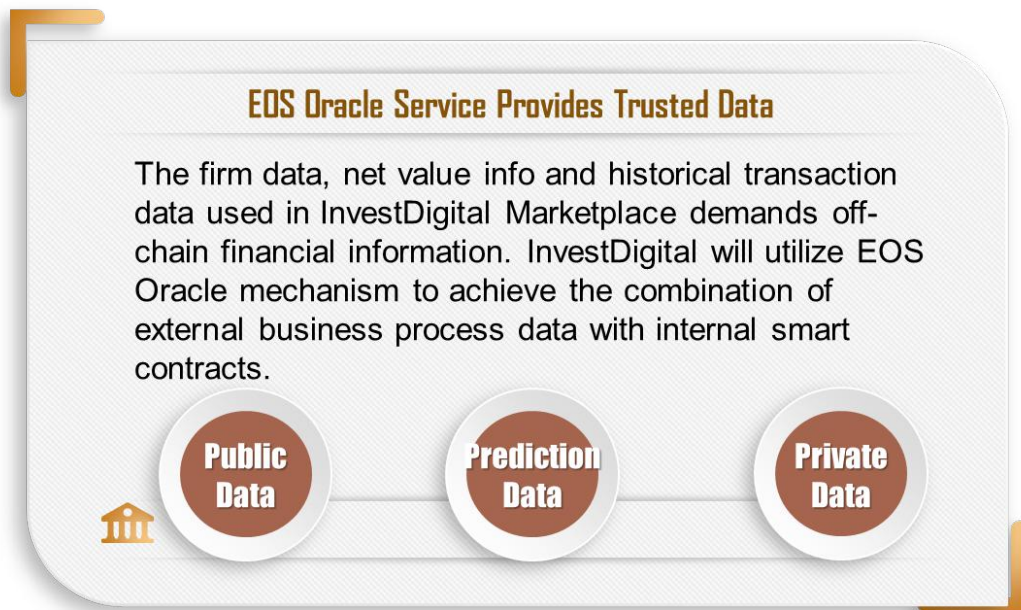 EOS Oracle Service Provides Trusted Data
The firm data, net value info and historical transaction
data used in InvestDigital Marketplace demands off-
chain financial information. InvestDigital will utilize EOS
Oracle mechanism to achieve the combination of
external business process data with internal smart
contracts.
Public
Data
Prediction
Data
Private
Data